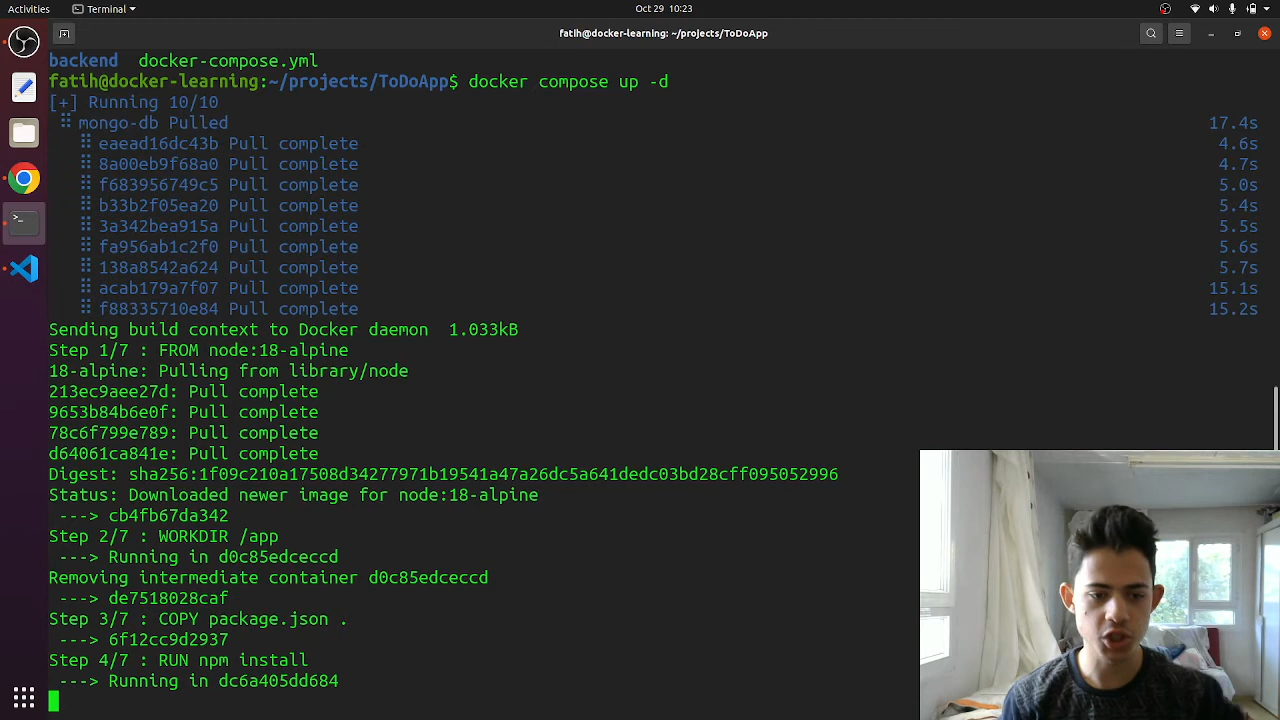 Activities
Terminal
Oct 29 10:23
fatih@docker-learning: ~/projects/ToDoApp
backend docker-compose.yml
fatih@docker-learning:~/projects/ToDoApp$ docker compose up -d
[+] Running 10/10
⠿ mongo-db Pulled 17.4s
⠿ eaead16dc43b Pull complete 4.6s
⠿ 8a00eb9f68a0 Pull complete 4.7s
⠿ f683956749c5 Pull complete 5.0s
⠿ b33b2f05ea20 Pull complete 5.4s
⠿ 3a342bea915a Pull complete 5.5s
⠿ fa956ab1c2f0 Pull complete 5.6s
⠿ 138a8542a624 Pull complete 5.7s
⠿ acab179a7f07 Pull complete 15.1s
⠿ f88335710e84 Pull complete 15.2s
Sending build context to Docker daemon 1.033kB
Step 1/7 : FROM node:18-alpine
18-alpine: Pulling from library/node
213ec9aee27d: Pull complete
9653b84b6e0f: Pull complete
78c6f799e789: Pull complete
d64061ca841e: Pull complete
Digest: sha256:1f09c210a17508d34277971b19541a47a26dc5a641dedc03bd28cff095052996
Status: Downloaded newer image for node:18-alpine
---> cb4fb67da342
Step 2/7 : WORKDIR /app
---> Running in d0c85edceccd
Removing intermediate container d0c85edceccd
---> de7518028caf
Step 3/7 : COPY package.json .
---> 6f12cc9d2937
Step 4/7 : RUN npm install
---> Running in dc6a405dd684